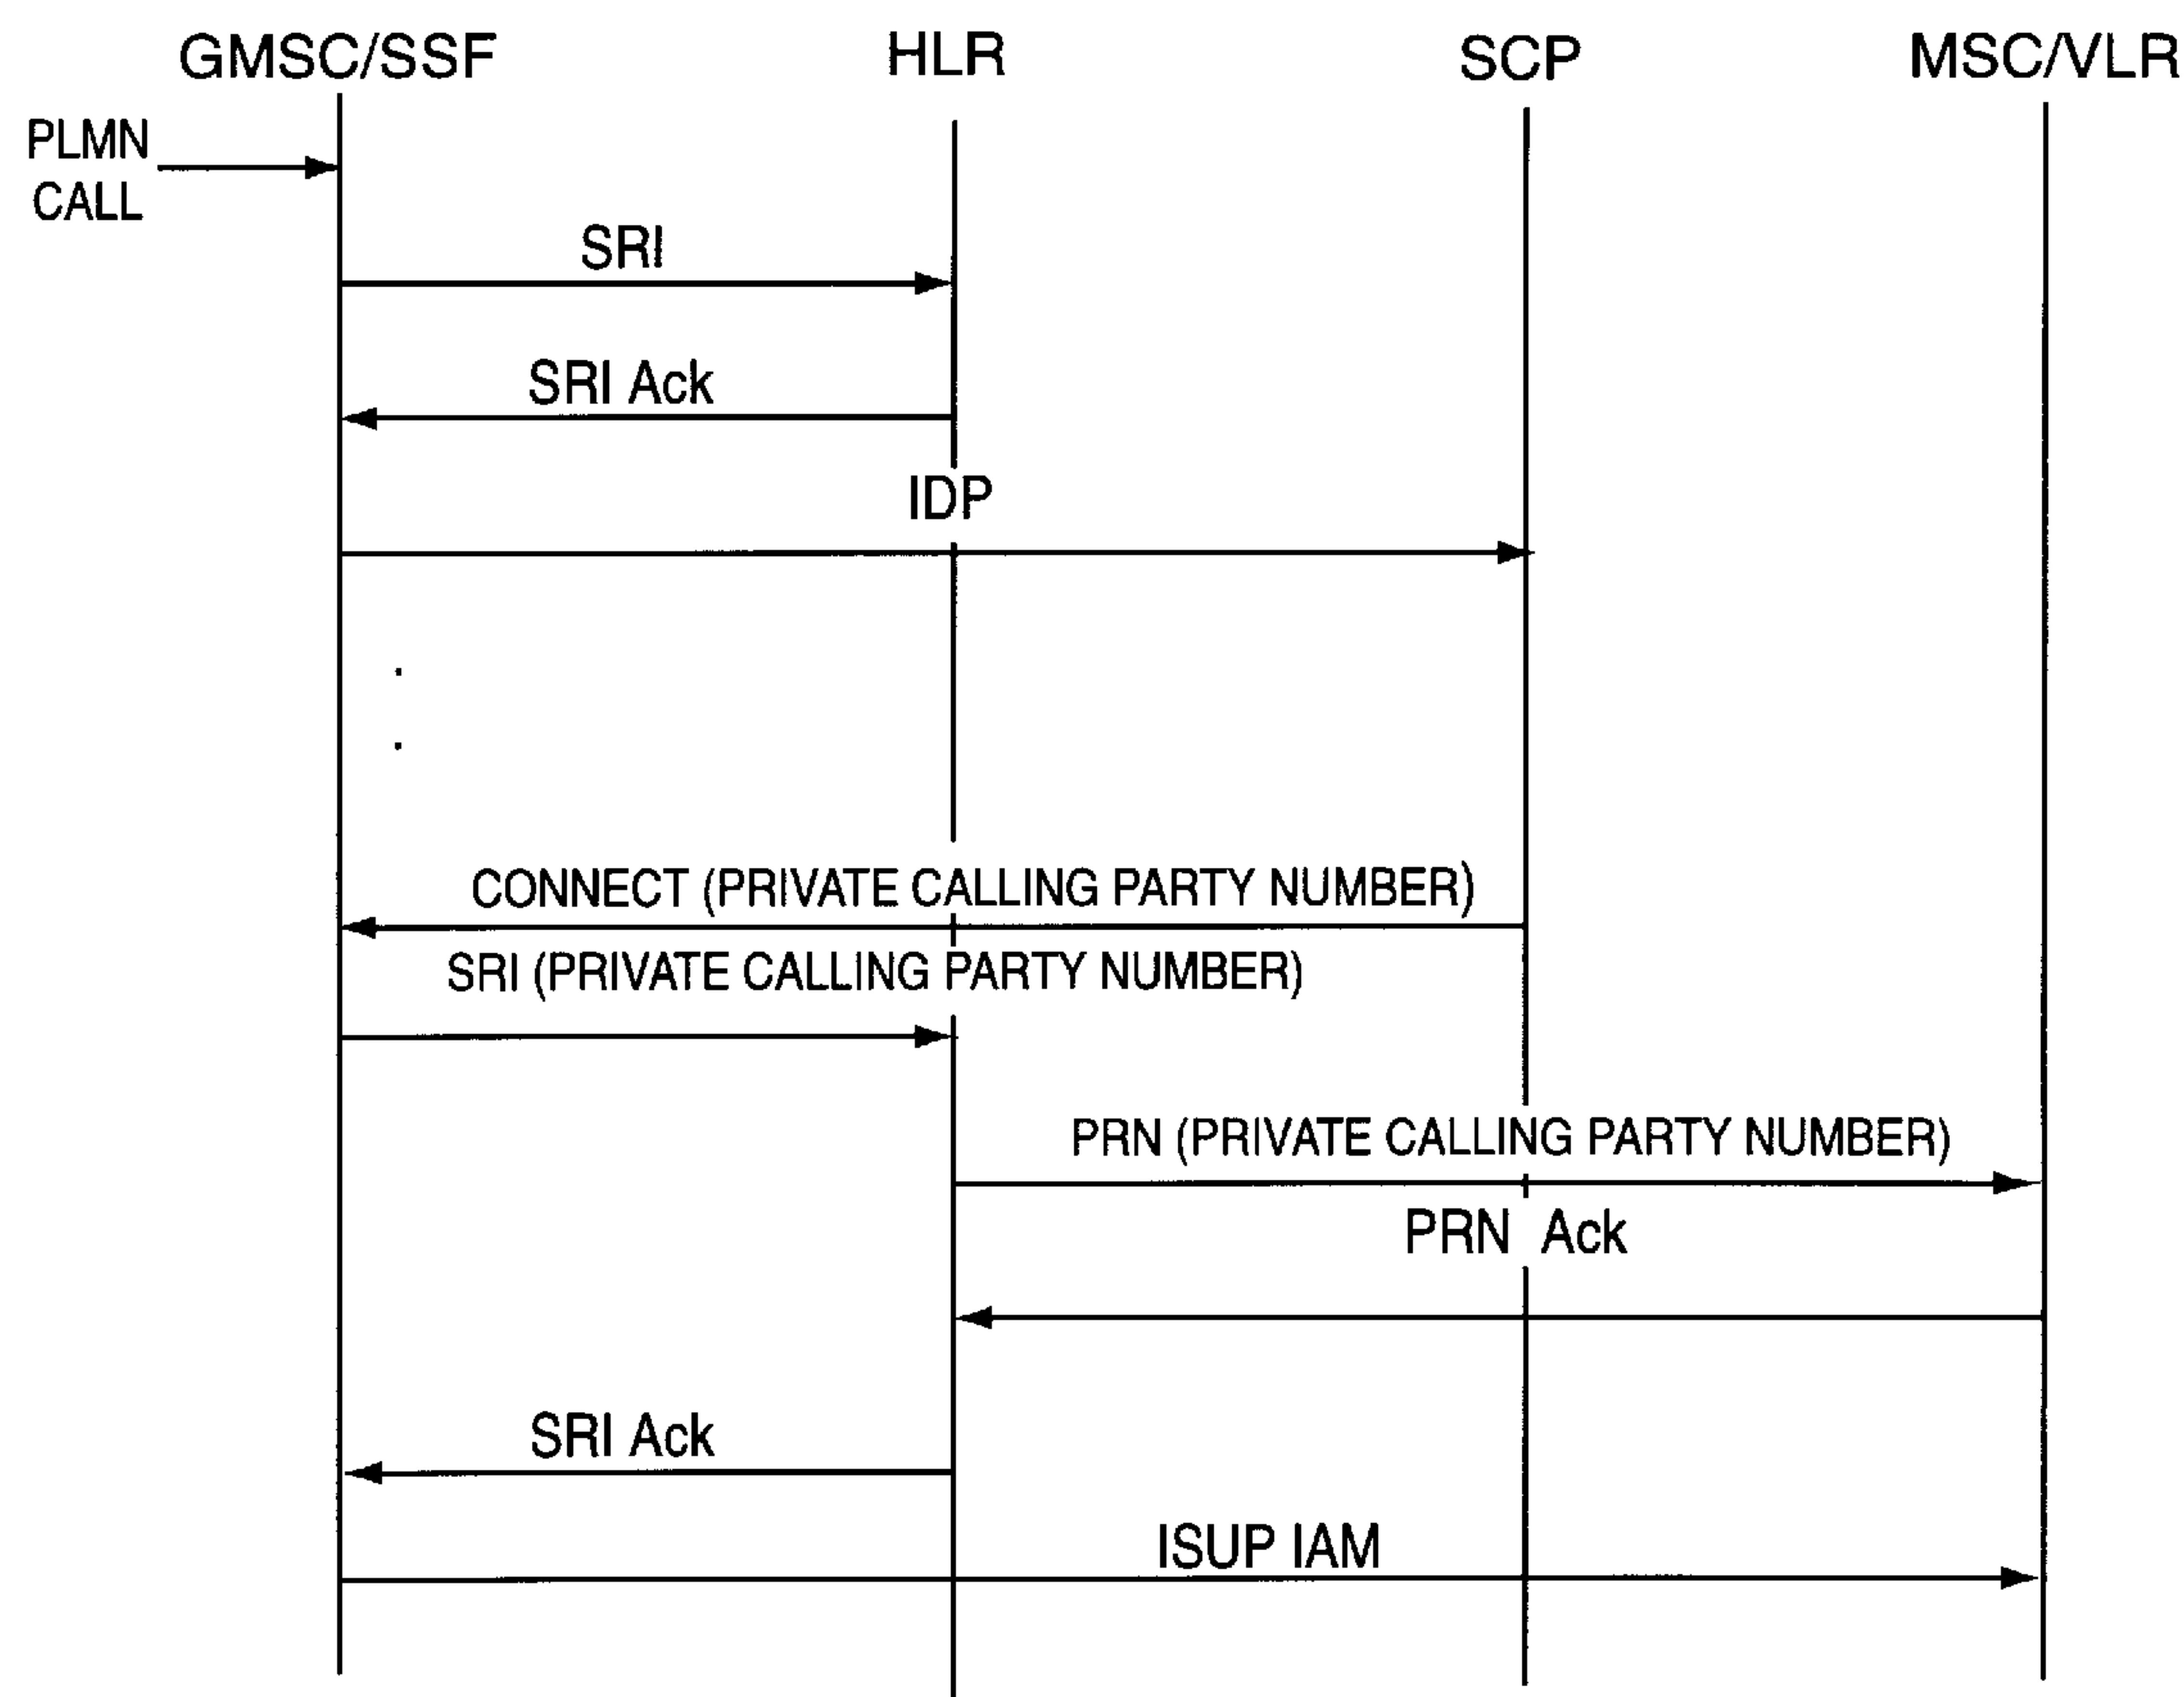 GMSC/SSF
HLR
SCP
MSC/VLR
PLMN
CALL
SRI
SRI Ack
IDP
CONNECT (PRIVATE CALLING PARTY NUMBER)
SRI (PRIVATE CALLING PARTY NUMBER)
PRN (PRIVATE CALLING PARTY NUMBER)
PRN Ack
SRI Ack
ISUP IAM